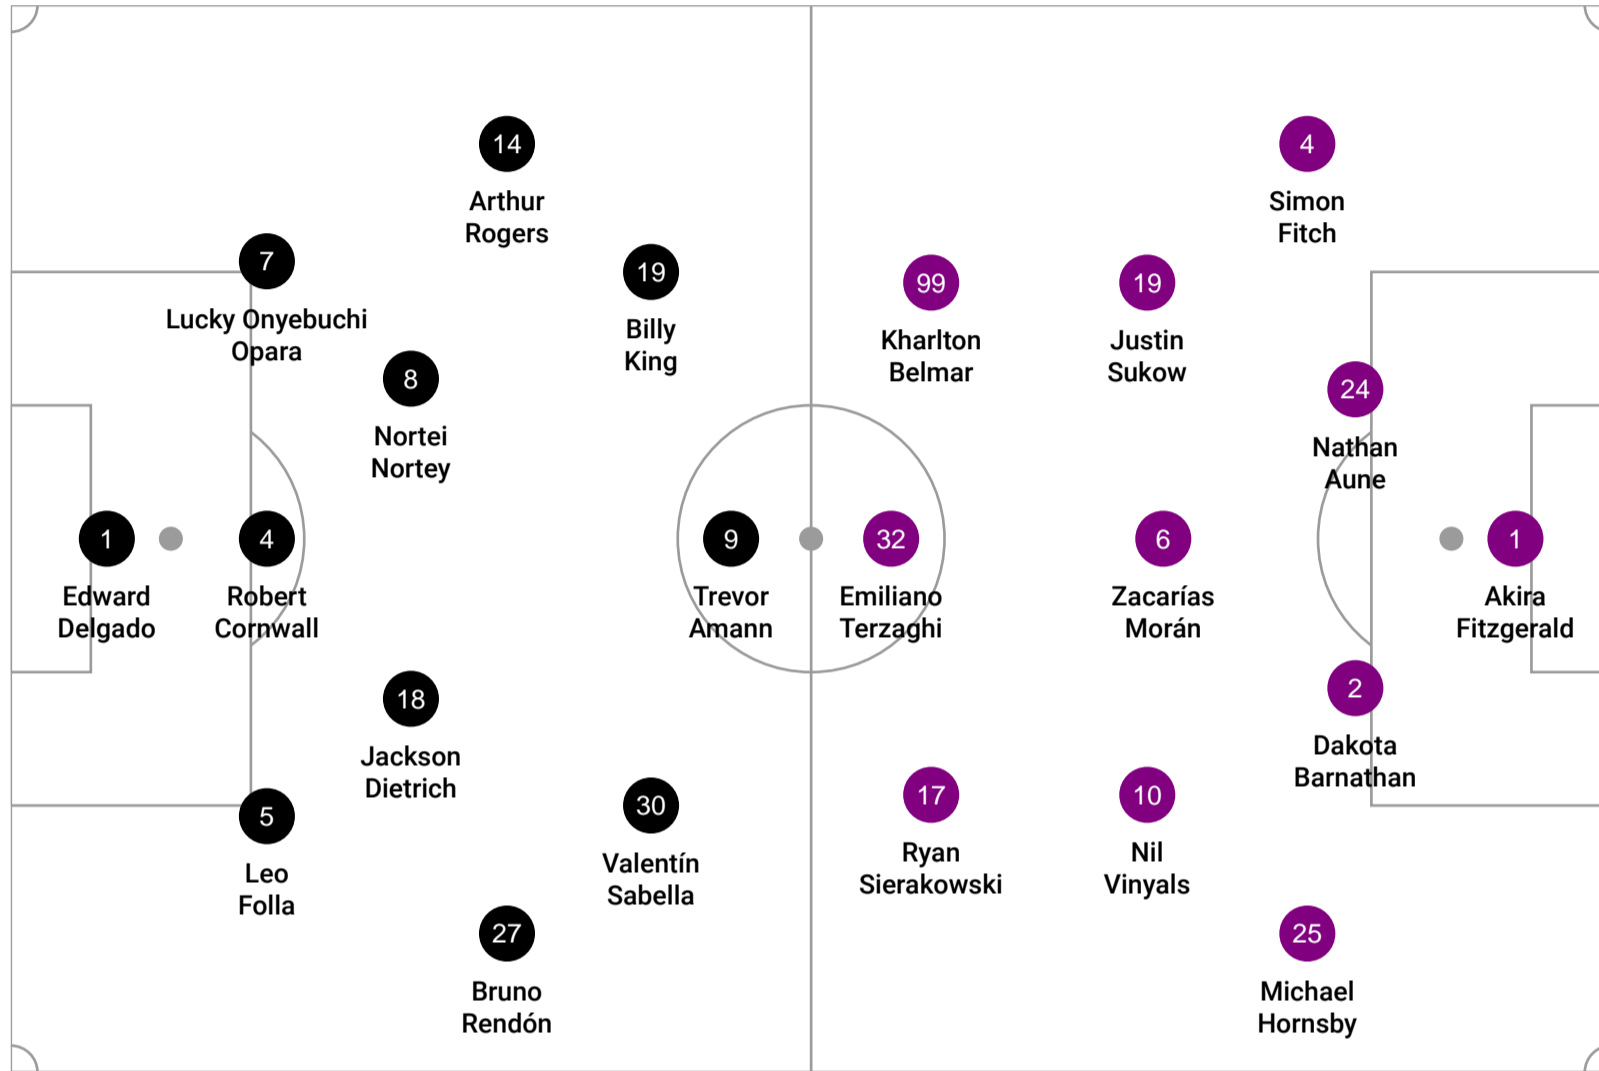 14
Arthur
Rogers
4
Simon
Fitch
7
Lucky Onyebuchi
Opara
19
Billy
King
99
Kharlton
Belmar
19
Justin
Sukow
8
Nortei
Nortey
24
Nathan
Aune
1
Edward
Delgado
4
Robert
Cornwall
9
Trevor
Amann
32
Emiliano
Terzaghi
6
Zacarías
Morán
1
Akira
Fitzgerald
18
Jackson
Dietrich
2
Dakota
Barnathan
5
Leo
Folla
30
Valentín
Sabella
17
Ryan
Sierakowski
10
Nil
Vinyals
27
Bruno
Rendón
25
Michael
Hornsby